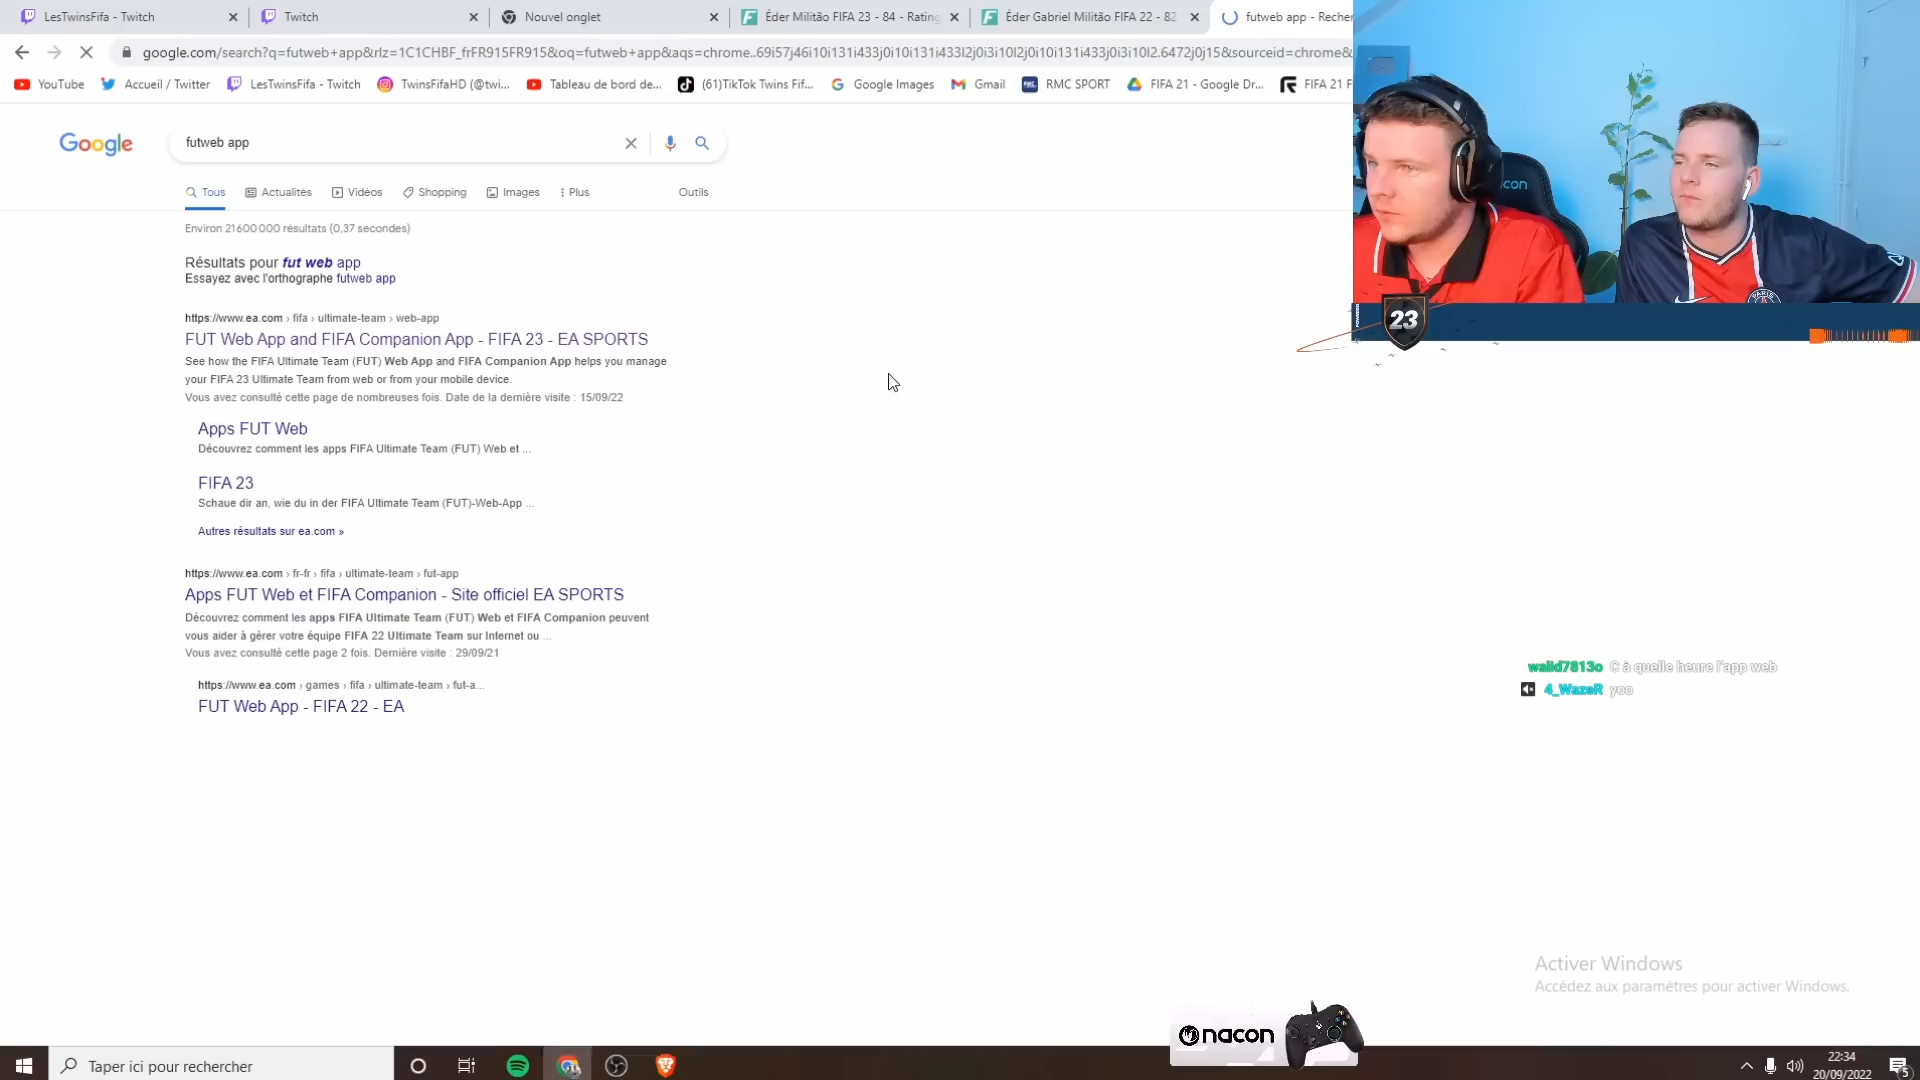 LesTwinsFifa - Twitch
Twitch
Nouvel onglet
Éder Militão FIFA 23 - 84 - Rating
Éder Gabriel Militão FIFA 22 - 82
futweb app - Recher
google.com/search?q=futweb+app&rlz=1C1CHBF_frFR915FR915&oq=futweb+app&aqs=chrome..69i57j46i10i131i433j0i10i131i433l2j0i3i10l2j0i10i131i433j0i3i10l2.6472j0j15&sourceid=chrome&
YouTube
Accueil / Twitter
LesTwinsFifa - Twitch
TwinsFifaHD (@twi...
Tableau de bord de...
(61)TikTok Twins Fif...
Google Images
Gmail
RMC SPORT
FIFA 21 - Google Dr...
FIFA 21 F
Google
futweb app
Tous
Actualités
Vidéos
Shopping
Images
Plus
Outils
Environ 21 600 000 résultats (0,37 secondes)
Résultats pour fut web app
Essayez avec l'orthographe futweb app
https://www.ea.com › fifa › ultimate-team › web-app
FUT Web App and FIFA Companion App - FIFA 23 - EA SPORTS
See how the FIFA Ultimate Team (FUT) Web App and FIFA Companion App helps you manage
your FIFA 23 Ultimate Team from web or from your mobile device.
Vous avez consulté cette page de nombreuses fois. Date de la dernière visite : 15/09/22
Apps FUT Web
Découvrez comment les apps FIFA Ultimate Team (FUT) Web et ...
FIFA 23
Schaue dir an, wie du in der FIFA Ultimate Team (FUT)-Web-App ...
Autres résultats sur ea.com »
https://www.ea.com › fr-fr › fifa › ultimate-team › fut-app
Apps FUT Web et FIFA Companion - Site officiel EA SPORTS
Découvrez comment les apps FIFA Ultimate Team (FUT) Web et FIFA Companion peuvent
vous aider à gérer votre équipe FIFA 22 Ultimate Team sur Internet ou ...
Vous avez consulté cette page 2 fois. Dernière visite : 29/09/21
https://www.ea.com › games › fifa › ultimate-team › fut-a...
FUT Web App - FIFA 22 - EA
acon
PARIS
23
walid7813o C à quelle heure l'app web
4_WazeR yoo
Activer Windows
Accédez aux paramètres pour activer Windows.
nacon
Taper ici pour rechercher
22:34
20/09/2022
5